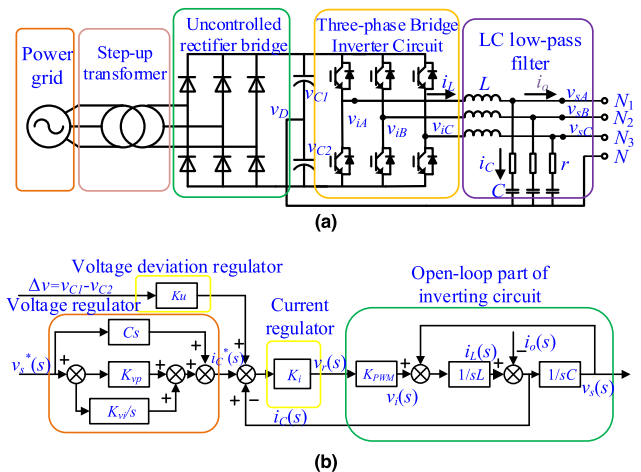 Power
grid
Step-up
transformer
Uncontrolled
rectifier bridge
Three-phase Bridge
Inverter Circuit
LC low-pass
filter
v_D
v_C1
v_C2
v_iA
v_iB
v_iC
i_L
L
i_o
v_sA
v_sB
v_sC
N_1
N_2
N_3
N
i_C
C
r
(a)
Voltage deviation regulator
Δv=v_C1-v_C2
Ku
Voltage regulator
Current
regulator
Open-loop part of
inverting circuit
v_s*(s)
Cs
K_vp
K_vi/s
+
+
+
+
+
+
i_C*(s)
+
+
−
K_i
v_r(s)
K_PWM
v_i(s)
+
1/sL
i_L(s)
+
−i_o(s)
1/sC
v_s(s)
i_C(s)
(b)